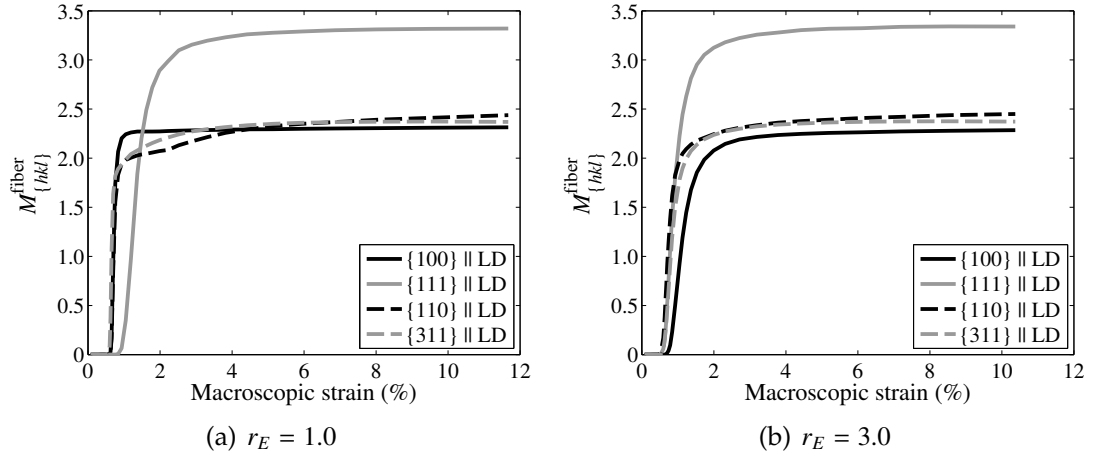 3.5
3.0
2.5
2.0
1.5
1.0
0.5
0
M^{fiber}_{{hkl}}
{100} || LD
{111} || LD
{110} || LD
{311} || LD
0 2 4 6 8 10 12
Macroscopic strain (%)
(a) r_E = 1.0
3.5
3.0
2.5
2.0
1.5
1.0
0.5
0
M^{fiber}_{{hkl}}
{100} || LD
{111} || LD
{110} || LD
{311} || LD
0 2 4 6 8 10 12
Macroscopic strain (%)
(b) r_E = 3.0